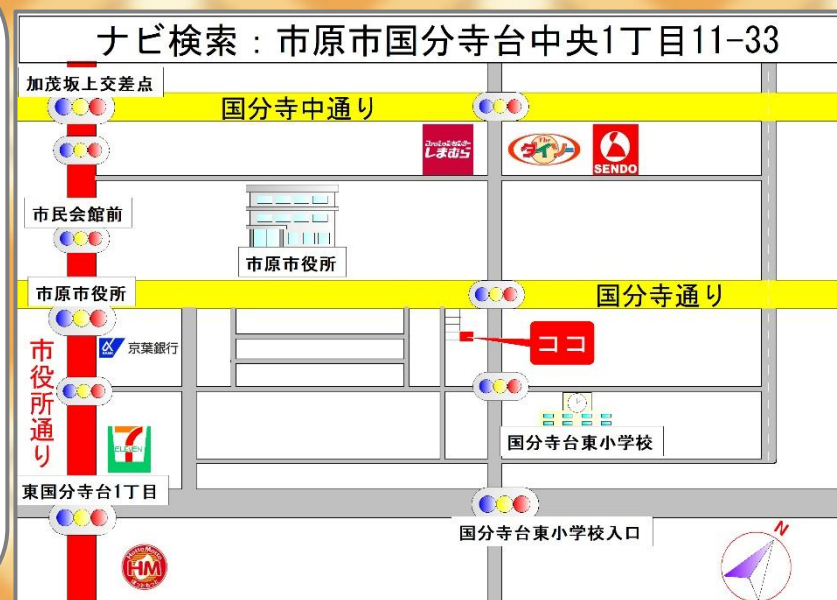 ナビ検索：市原市国分寺台中央1丁目11-33
加茂坂上交差点
国分寺中通り
しまむら
The
ダイソー
SENDO
市民会館前
市原市役所
市原市役所
国分寺通り
京葉銀行
ココ
市役所通り
7
ELEVEN
国分寺台東小学校
東国分寺台1丁目
国分寺台東小学校入口
HM
N